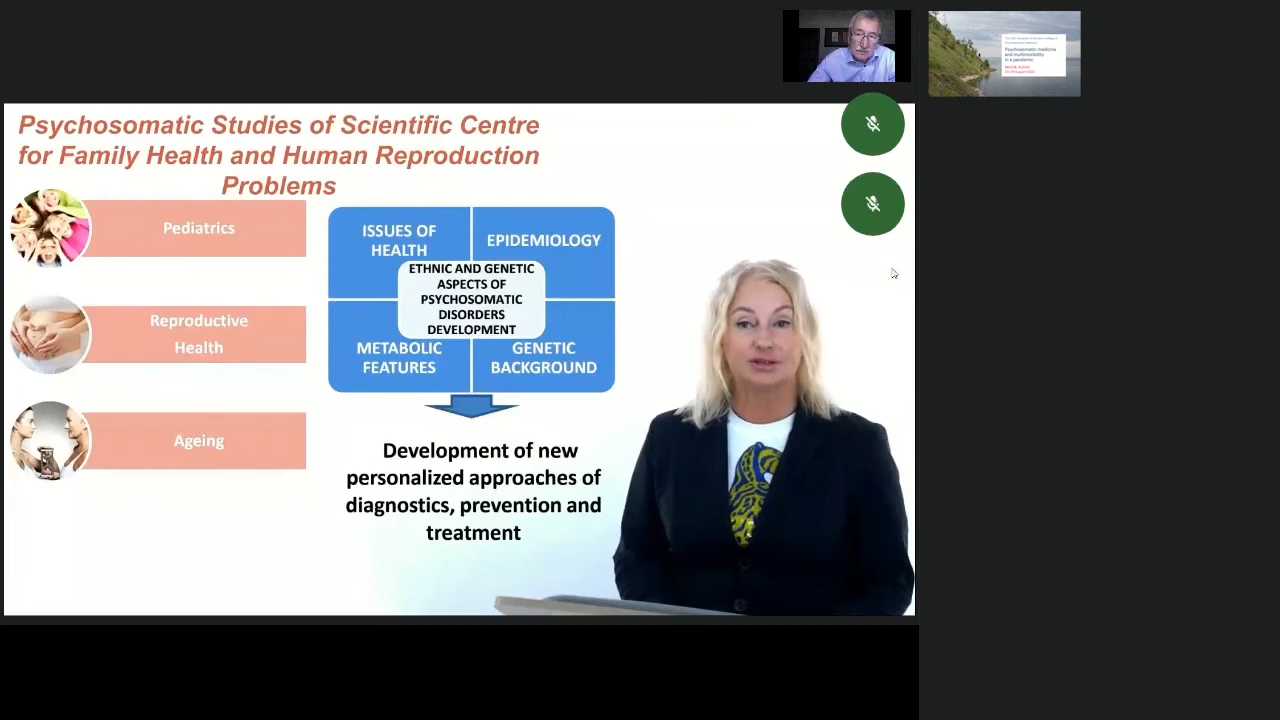 Psychosomatic Studies of Scientific Centre
for Family Health and Human Reproduction
Problems
Pediatrics
Reproductive
Health
Ageing
ISSUES OF
HEALTH
EPIDEMIOLOGY
ETHNIC AND GENETIC
ASPECTS OF
PSYCHOSOMATIC
DISORDERS
DEVELOPMENT
METABOLIC
FEATURES
GENETIC
BACKGROUND
Development of new
personalized approaches of
diagnostics, prevention and
treatment
Psychosomatic medicine
and multimorbidity
in a pandemic